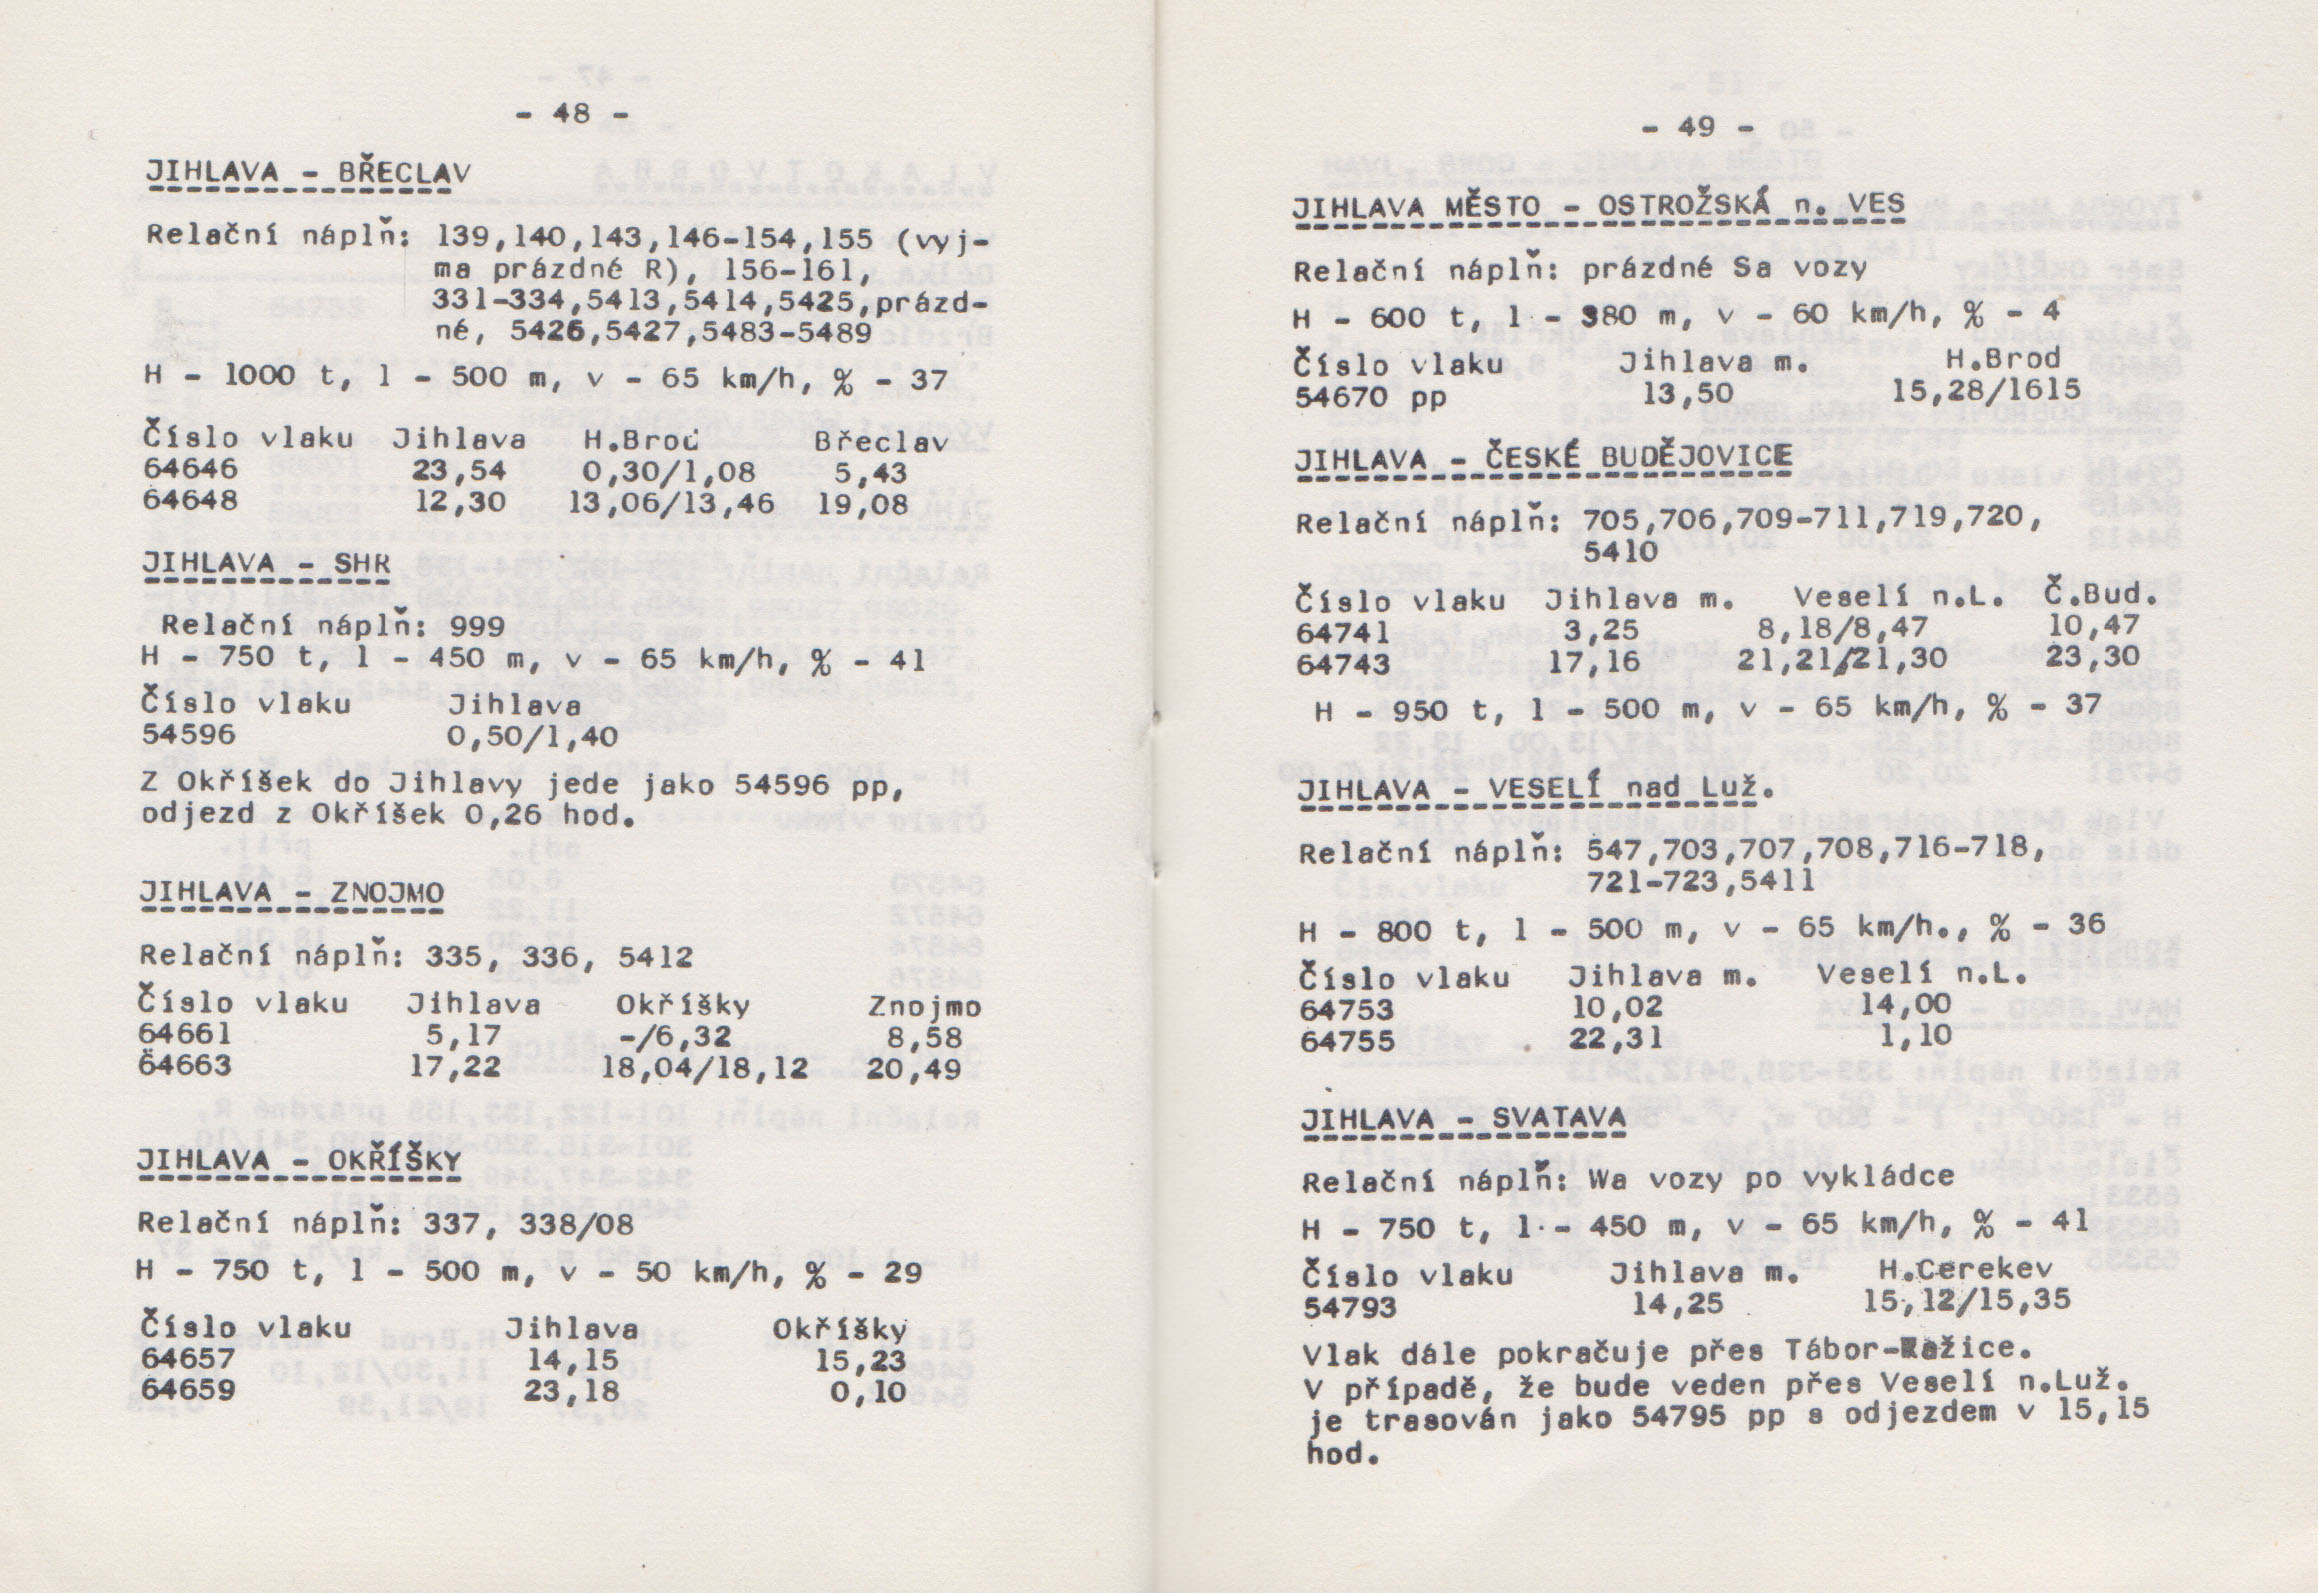 - 48 -
JIHLAVA - BŘECLAV
Relační náplň: 139,140,143,146-154,155 (vyj-
ma prázdné R), 156-161,
331-334,5413,5414,5425,prázd-
né, 5426,5427,5483-5489
H - 1000 t, l - 500 m, v - 65 km/h, % - 37
Číslo vlaku Jihlava H.Brod Břeclav
64646 23,54 0,30/1,08 5,43
64648 12,30 13,06/13,46 19,08
JIHLAVA - SHR
Relační náplň: 999
H - 750 t, l - 450 m, v - 65 km/h, % - 41
Číslo vlaku Jihlava
54596 0,50/1,40
Z Okříšek do Jihlavy jede jako 54596 pp,
odjezd z Okříšek 0,26 hod.
JIHLAVA - ZNOJMO
Relační náplň: 335, 336, 5412
Číslo vlaku Jihlava Okříšky Znojmo
64661 5,17 -/6,32 8,58
64663 17,22 18,04/18,12 20,49
JIHLAVA - OKŘÍŠKY
Relační náplň: 337, 338/08
H - 750 t, l - 500 m, v - 50 km/h, % - 29
Číslo vlaku Jihlava Okříšky
64657 14,15 15,23
64659 23,18 0,10
- 49 -
JIHLAVA MĚSTO - OSTROŽSKÁ n. VES
Relační náplň: prázdné Sa vozy
H - 600 t, l - 380 m, v - 60 km/h, % - 4
Číslo vlaku Jihlava m. H.Brod
54670 pp 13,50 15,28/1615
JIHLAVA - ČESKÉ BUDĚJOVICE
Relační náplň: 705,706,709-711,719,720,
5410
Číslo vlaku Jihlava m. Veselí n.L. Č.Bud.
64741 3,25 8,18/8,47 10,47
64743 17,16 21,21/21,30 23,30
H - 950 t, l - 500 m, v - 65 km/h, % - 37
JIHLAVA - VESELÍ nad Luž.
Relační náplň: 547,703,707,708,716-718,
721-723,5411
H - 800 t, l - 500 m, v - 65 km/h., % - 36
Číslo vlaku Jihlava m. Veselí n.L.
64753 10,02 14,00
64755 22,31 1,10
JIHLAVA - SVATAVA
Relační náplň: Wa vozy po vykládce
H - 750 t, l - 450 m, v - 65 km/h, % - 41
Číslo vlaku Jihlava m. H.Cerekev
54793 14,25 15,12/15,35
Vlak dále pokračuje přes Tábor-Ražice.
V případě, že bude veden přes Veselí n.Luž.
je trasován jako 54795 pp s odjezdem v 15,15
hod.